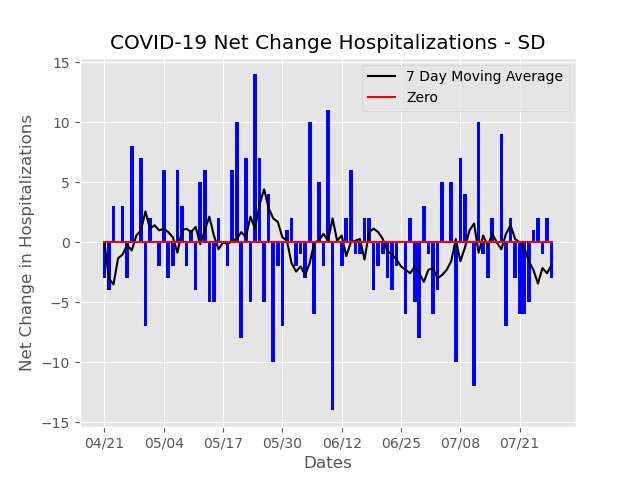 COVID-19 Net Change Hospitalizations - SD
7 Day Moving Average
Zero
Net Change in Hospitalizations
15
10
5
0
−5
−10
−15
04/21 05/04 05/17 05/30 06/12 06/25 07/08 07/21
Dates